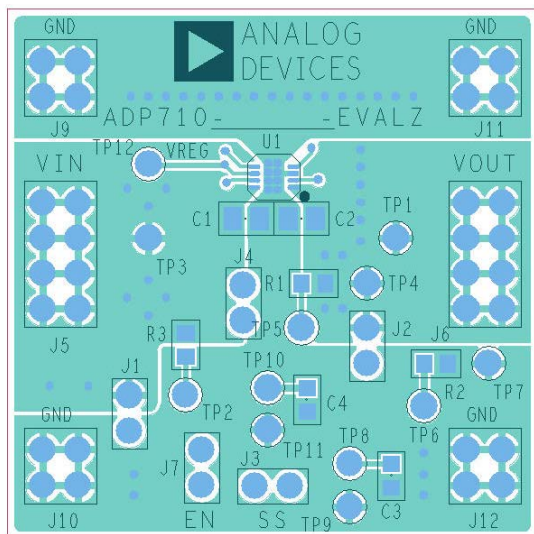 GND
ANALOG
DEVICES
GND
J9
ADP710-________-EVALZ
J11
TP12
VREG
U1
VIN
VOUT
C1
C2
TP1
TP3
J4
R1
TP4
J5
R3
TP5
J2
J6
J1
TP10
R2
TP7
TP2
C4
TP6
GND
TP11
TP8
GND
J7
J3
J10
EN
SS
TP9
C3
J12